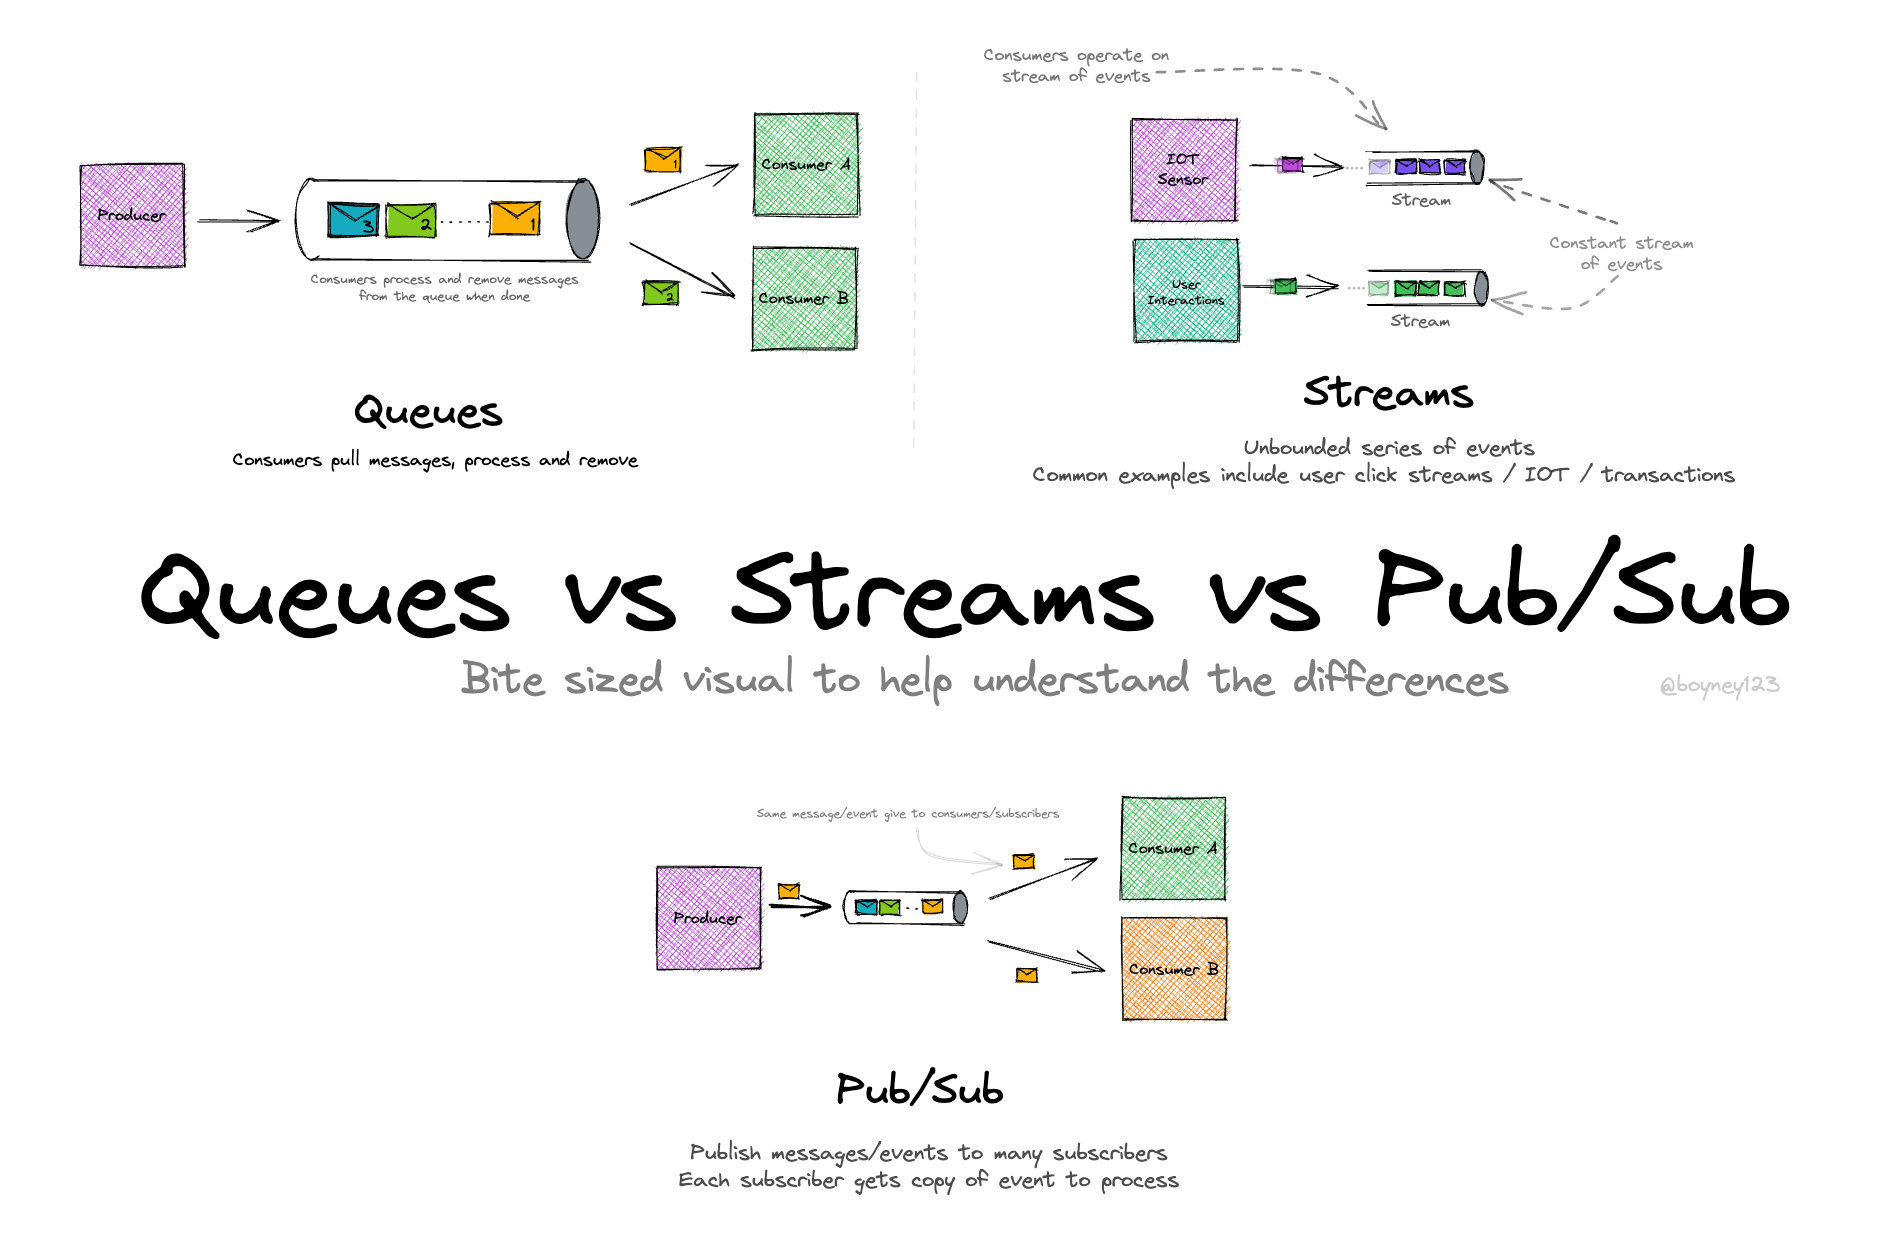 Producer
3
2
1
Consumers process and remove messages
from the queue when done
1
2
Consumer A
Consumer B
Queues
Consumers pull messages, process and remove
Consumers operate on
stream of events
IOT
Sensor
Stream
User
Interactions
Stream
Constant stream
of events
Streams
Unbounded series of events
Common examples include user click streams / IOT / transactions
Queues vs Streams vs Pub/Sub
Bite sized visual to help understand the differences
@boyney123
Same message/event give to consumers/subscribers
Producer
Consumer A
Consumer B
Pub/Sub
Publish messages/events to many subscribers
Each subscriber gets copy of event to process